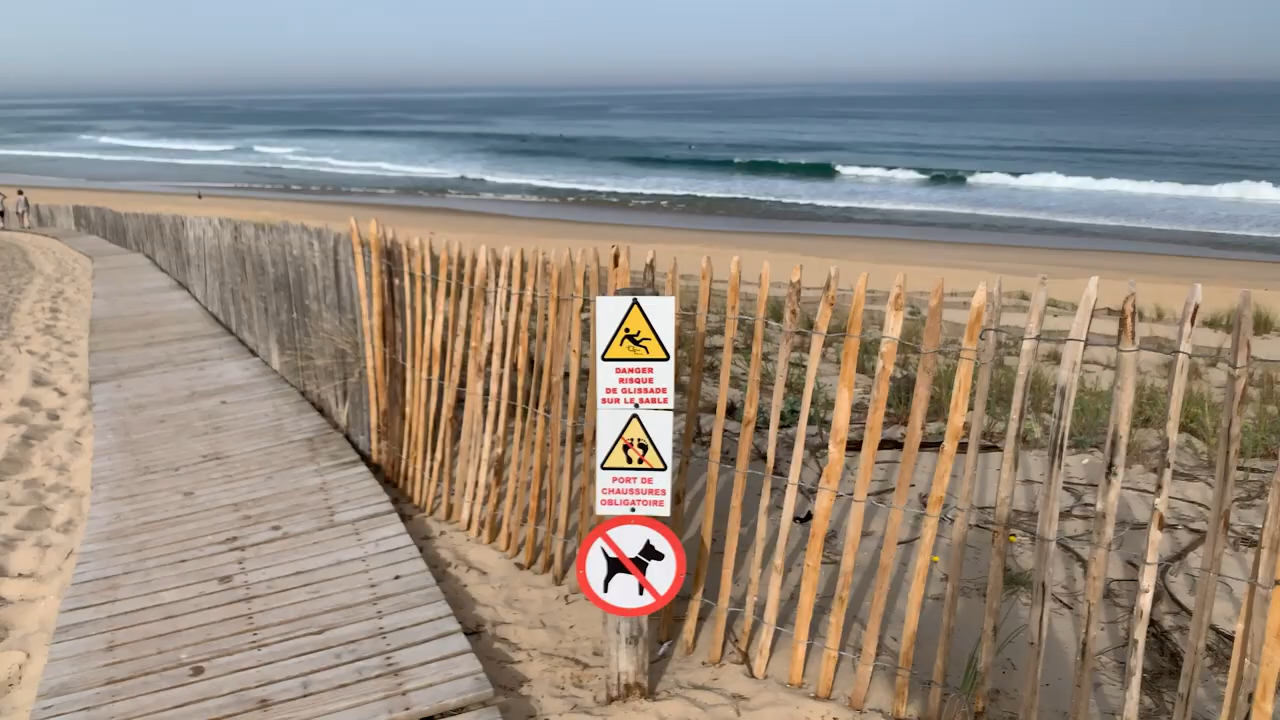 DANGER
RISQUE
DE GLISSADE
SUR LE SABLE
PORT DE
CHAUSSURES
OBLIGATOIRE